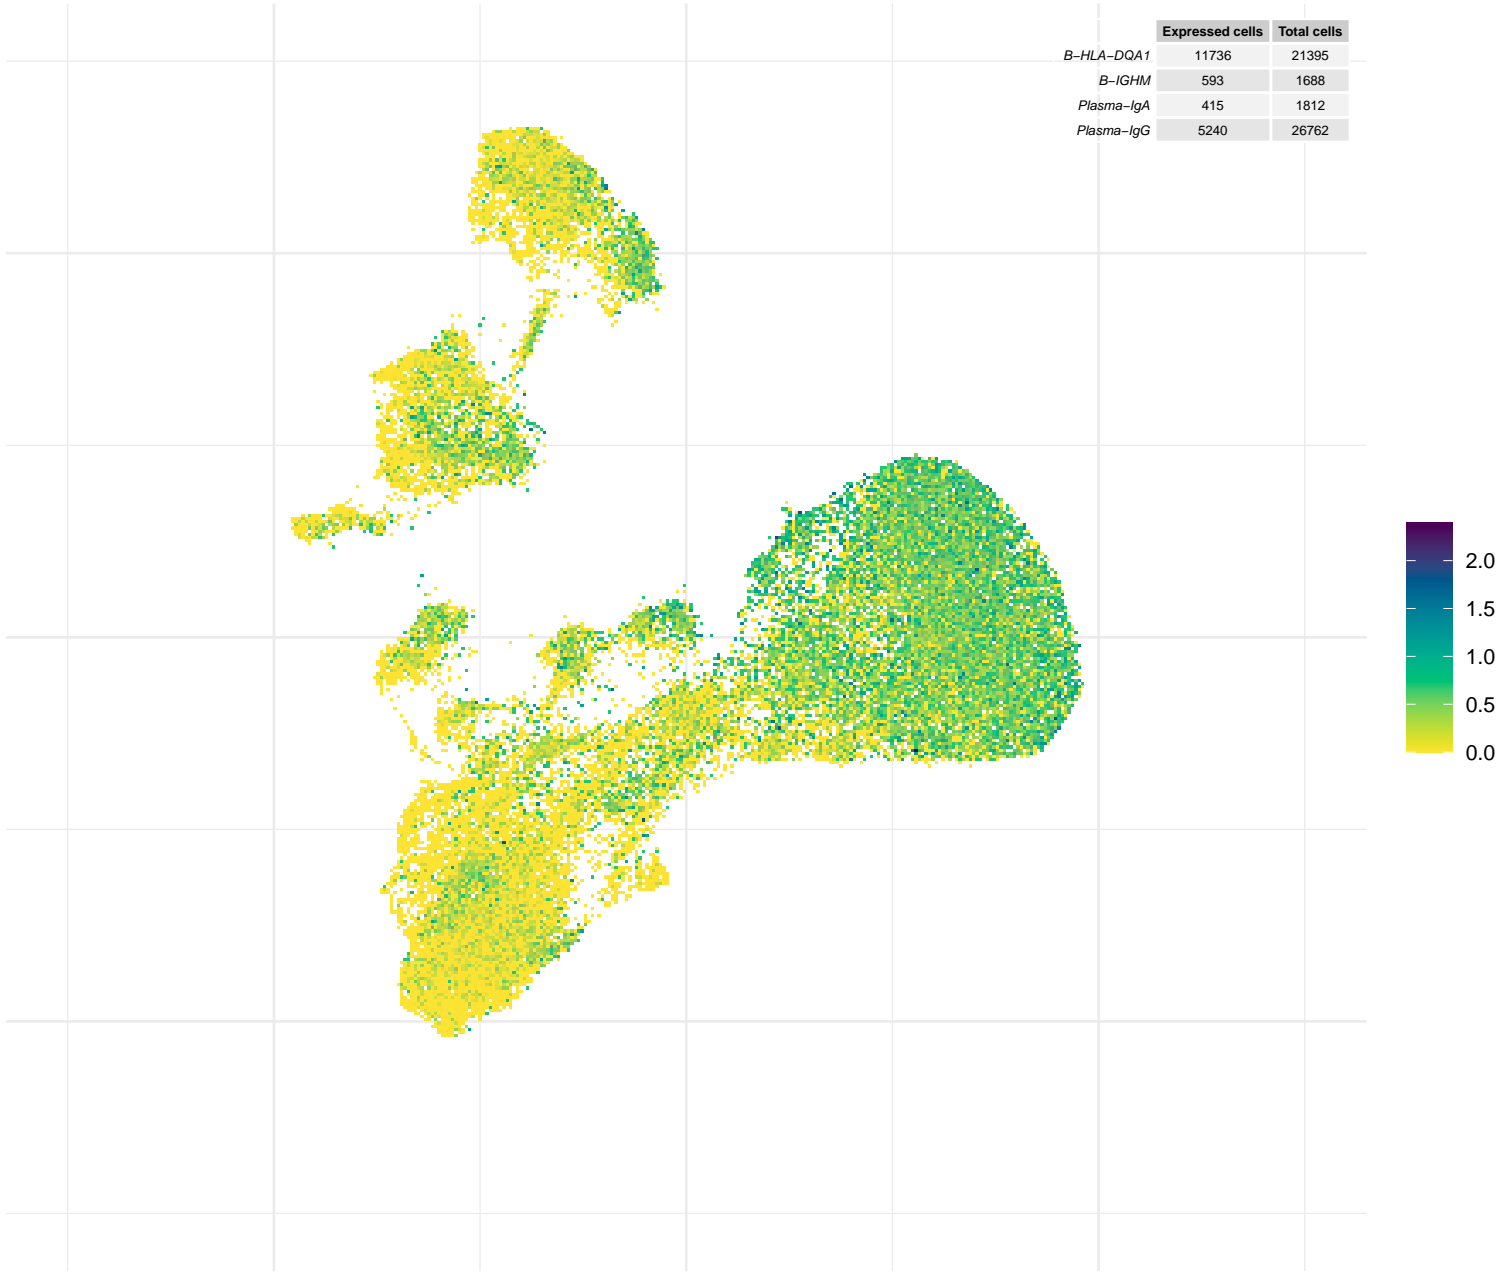 Expressed cells Total cells
B−HLA−DQA1 11736 21395
B−IGHM 593 1688
Plasma−IgA 415 1812
Plasma−IgG 5240 26762
2.0
1.5
1.0
0.5
0.0